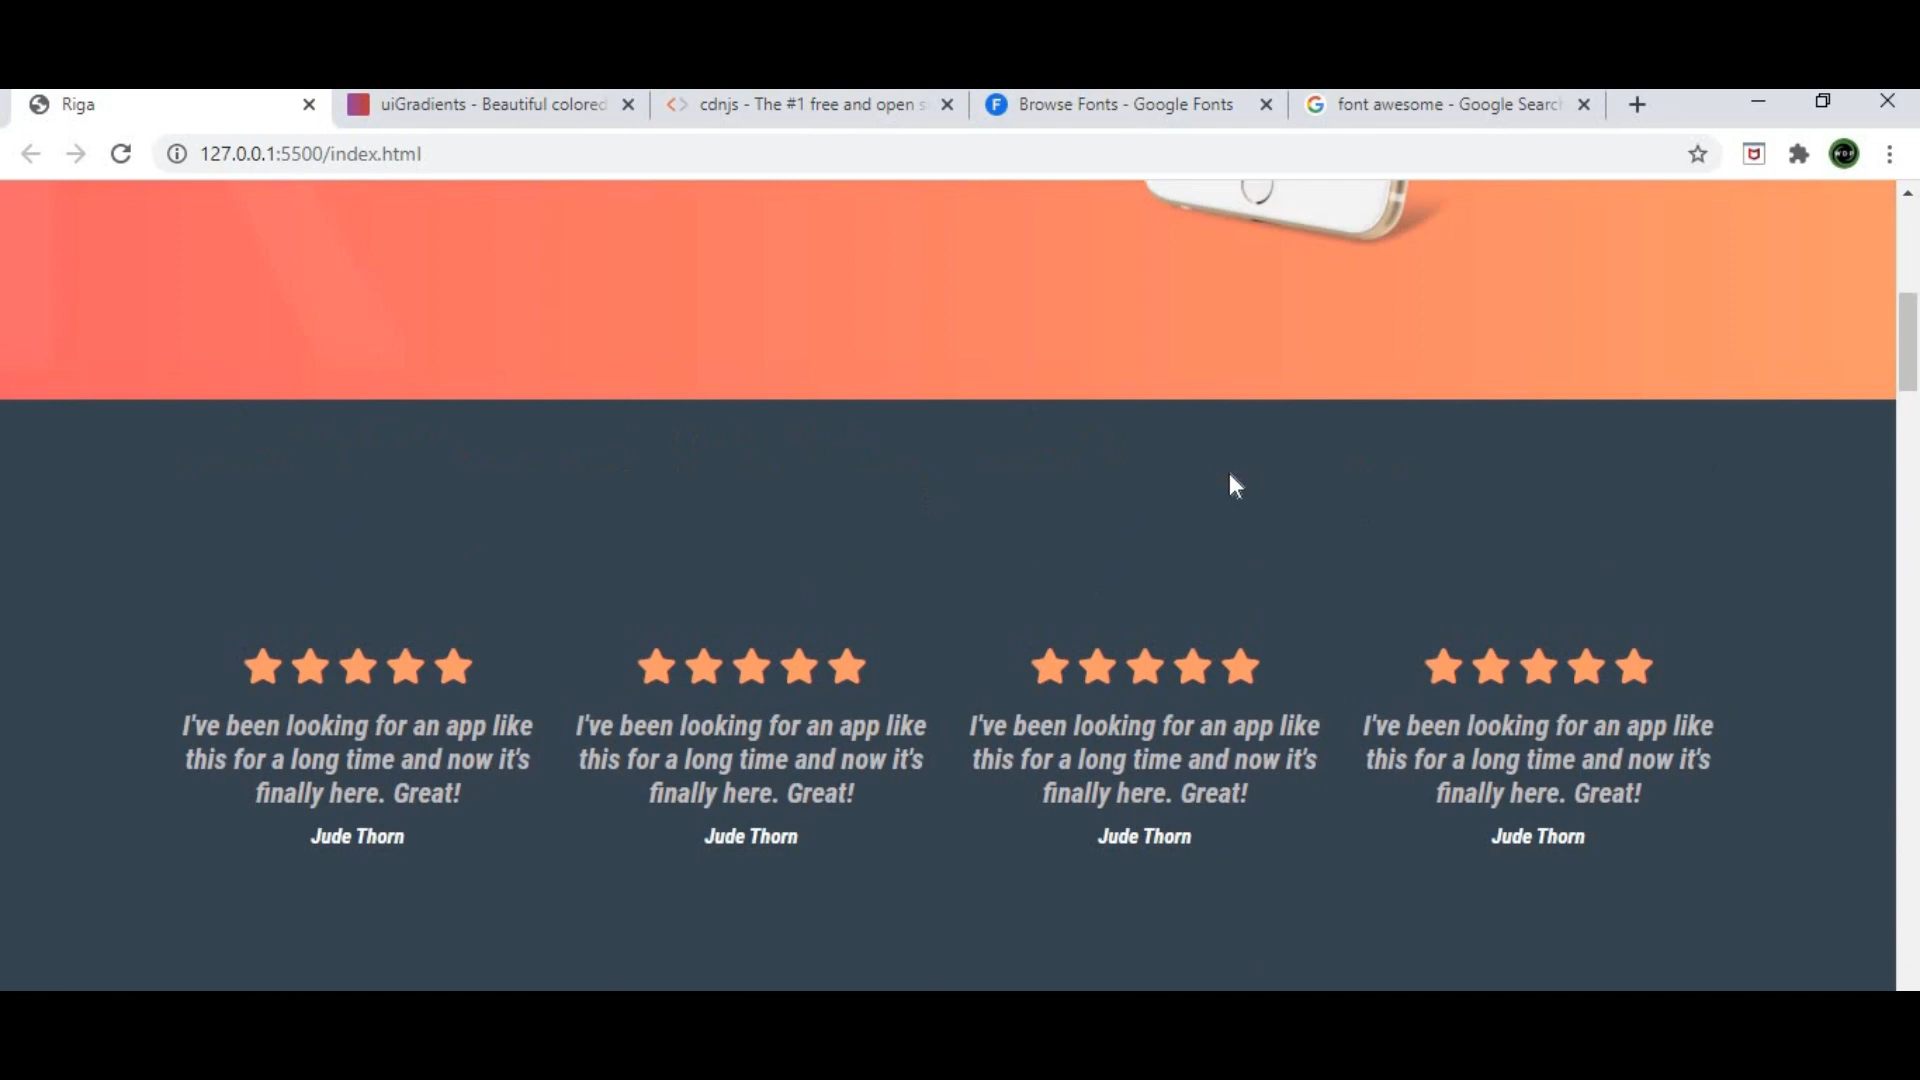 Riga
uiGradients - Beautiful colored
cdnjs - The #1 free and open s
Browse Fonts - Google Fonts
font awesome - Google Search
127.0.0.1:5500/index.html
I've been looking for an app like
this for a long time and now it's
finally here. Great!
Jude Thorn
I've been looking for an app like
this for a long time and now it's
finally here. Great!
Jude Thorn
I've been looking for an app like
this for a long time and now it's
finally here. Great!
Jude Thorn
I've been looking for an app like
this for a long time and now it's
finally here. Great!
Jude Thorn